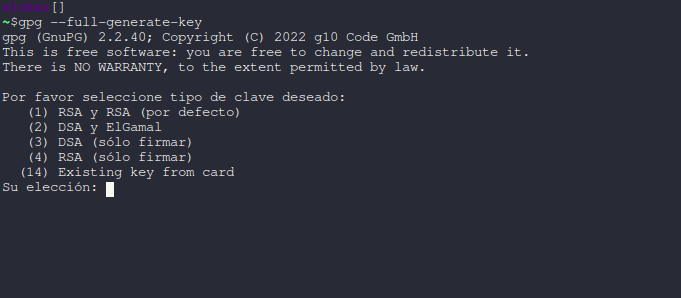 []
~$gpg --full-generate-key
gpg (GnuPG) 2.2.40; Copyright (C) 2022 g10 Code GmbH
This is free software: you are free to change and redistribute it.
There is NO WARRANTY, to the extent permitted by law.
Por favor seleccione tipo de clave deseado:
(1) RSA y RSA (por defecto)
(2) DSA y ElGamal
(3) DSA (sólo firmar)
(4) RSA (sólo firmar)
(14) Existing key from card
Su elección: